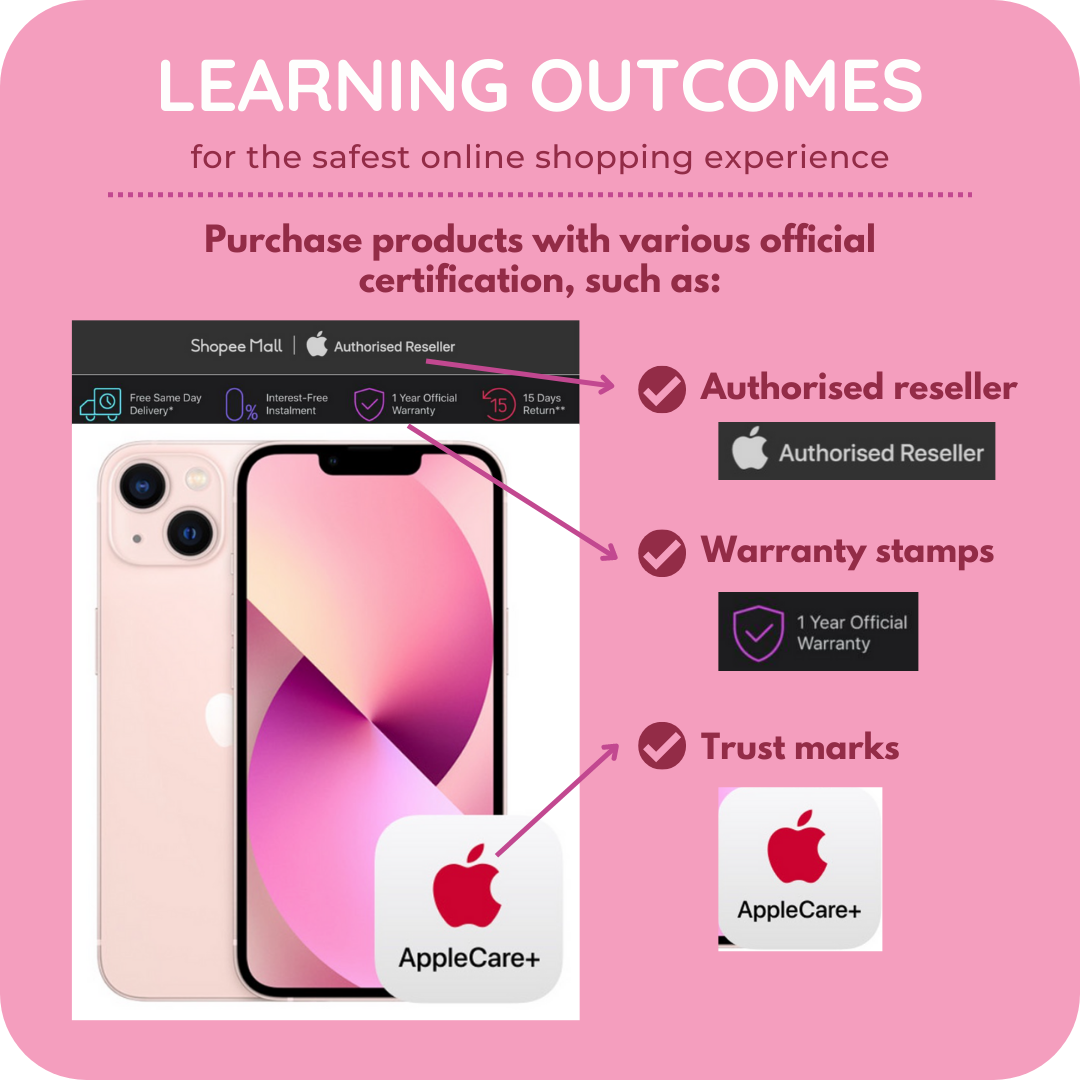 LEARNING OUTCOMES
for the safest online shopping experience
Purchase products with various official
certification, such as:
Shopee Mall | Authorised Reseller
Free Same Day
Delivery*
0%
Interest-Free
Instalment
1 Year Official
Warranty
15
15 Days
Return**
AppleCare+
Authorised reseller
Authorised Reseller
Warranty stamps
1 Year Official
Warranty
Trust marks
AppleCare+